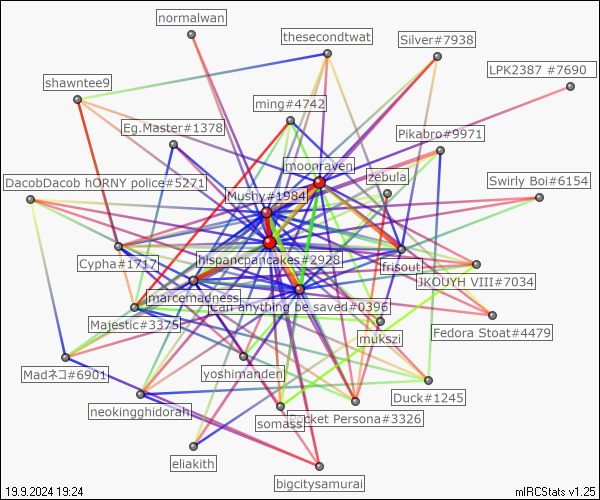 normalwan
thesecondtwat
Silver#7938
LPK2387 #7690
shawntee9
ming#4742
Eg.Master#1378
Pikabro#9971
moonraven
zebula
Swirly Boi#6154
DacobDacob hORNY police#5271
Mushy#1984
hispancpancakes#2928
Cypha#1717
frisout
JKOUYH VIII#7034
marcemadness
Can anything be saved#0396
Majestic#3375
Fedora Stoat#4479
mukszi
Madネコ#6901
yoshimanden
Duck#1245
neokingghidorah
Pocket Persona#3326
somass
eliakith
bigcitysamurai
19.9.2024 19:24
mIRCStats v1.25